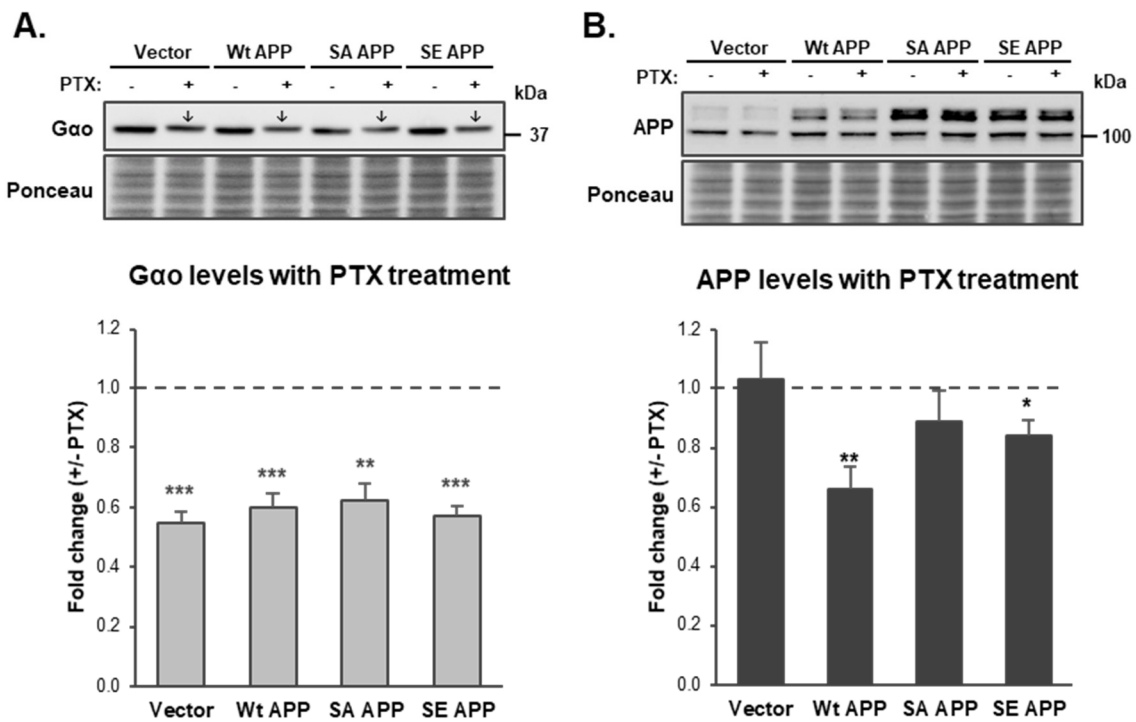 A.
Vector Wt APP SA APP SE APP
PTX: - + - + - + - + kDa
Gαo 37
Ponceau
Gαo levels with PTX treatment
Fold change (+/- PTX)
1.2
1.0
0.8
0.6
0.4
0.2
0.0
*** *** ** ***
Vector Wt APP SA APP SE APP
B.
Vector Wt APP SA APP SE APP
PTX: - + - + - + - + kDa
APP 100
Ponceau
APP levels with PTX treatment
Fold change (+/- PTX)
1.2
1.0
0.8
0.6
0.4
0.2
0.0
** *
Vector Wt APP SA APP SE APP